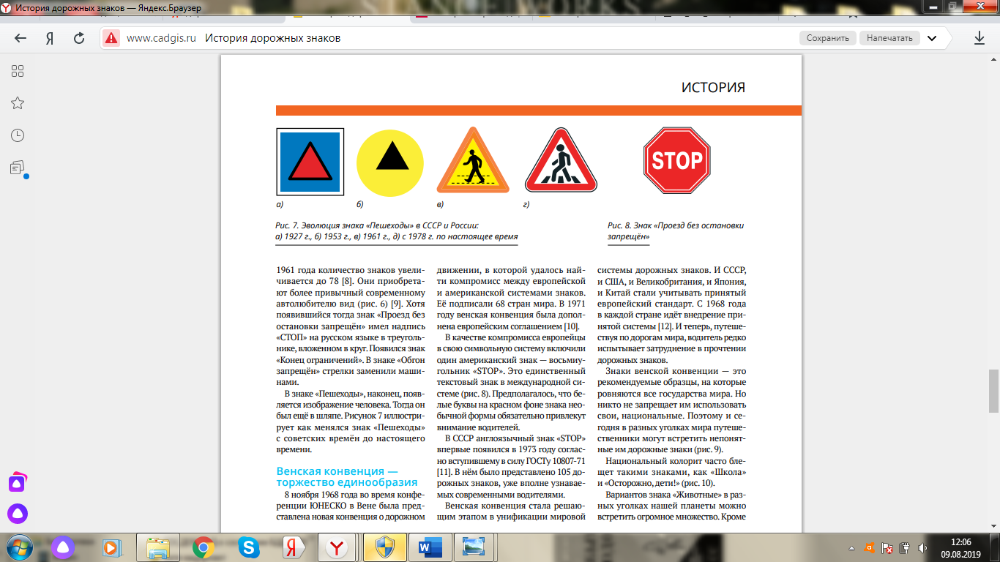 История дорожных знаков — Яндекс.Браузер
www.cadgis.ru История дорожных знаков
Сохранить
Напечатать
ИСТОРИЯ
STOP
а)
б)
в)
г)
Рис. 7. Эволюция знака «Пешеходы» в СССР и России:
а) 1927 г., б) 1953 г., в) 1961 г., д) с 1978 г. по настоящее время
Рис. 8. Знак «Проезд без остановки
запрещён»
1961 года количество знаков увели-
чивается до 78 [8]. Они приобрета-
ют более привычный современному
автолюбителю вид (рис. 6) [9]. Хотя
появившийся тогда знак «Проезд без
остановки запрещён» имел надпись
«СТОП» на русском языке в треуголь-
нике, вложенном в круг. Появился знак
«Конец ограничений». В знаке «Обгон
запрещён» стрелки заменили маши-
нами.
В знаке «Пешеходы», наконец, появ-
ляется изображение человека. Тогда он
был ещё в шляпе. Рисунок 7 иллюстри-
рует как менялся знак «Пешеходы»
с советских времён до настоящего
времени.
Венская конвенция —
торжество единообразия
8 ноября 1968 года во время конфе-
ренции ЮНЕСКО в Вене была пред-
ставлена новая конвенция о дорожном
движении, в которой удалось най-
ти компромисс между европейской
и американской системами знаков.
Её подписали 68 стран мира. В 1971
году венская конвенция была допол-
нена европейским соглашением [10].
В качестве компромисса европейцы
в свою символьную систему включили
один американский знак — восьмиу-
гольник «STOP». Это единственный
текстовый знак в международной си-
стеме (рис. 8). Предполагалось, что бе-
лые буквы на красном фоне знака нео-
бычной формы обязательно привлекут
внимание водителей.
В СССР англоязычный знак «STOP»
впервые появился в 1973 году соглас-
но вступившему в силу ГОСТу 10807-71
[11]. В нём было представлено 105 до-
рожных знаков, уже вполне узнавае-
мых современными водителями.
Венская конвенция стала решаю-
щим этапом в унификации мировой
системы дорожных знаков. И СССР,
и США, и Великобритания, и Япония,
и Китай стали учитывать принятый
европейский стандарт. С 1968 года
в каждой стране идёт внедрение при-
нятой системы [12]. И теперь, путеше-
ствуя по дорогам мира, водитель редко
испытывает затруднение в прочтении
дорожных знаков.
Знаки венской конвенции — это
рекомендуемые образцы, на которые
ровняются все государства мира. Но
никто не запрещает им использовать
свои, национальные. Поэтому и се-
годня в разных уголках мира путеше-
ственники могут встретить непонят-
ные им дорожные знаки (рис. 9).
Национальный колорит часто бле-
щет такими знаками, как «Школа»
и «Осторожно, дети!» (рис. 10).
Вариантов знака «Животные» в раз-
ных уголках нашей планеты можно
встретить огромное множество. Кроме
12:06
09.08.2019